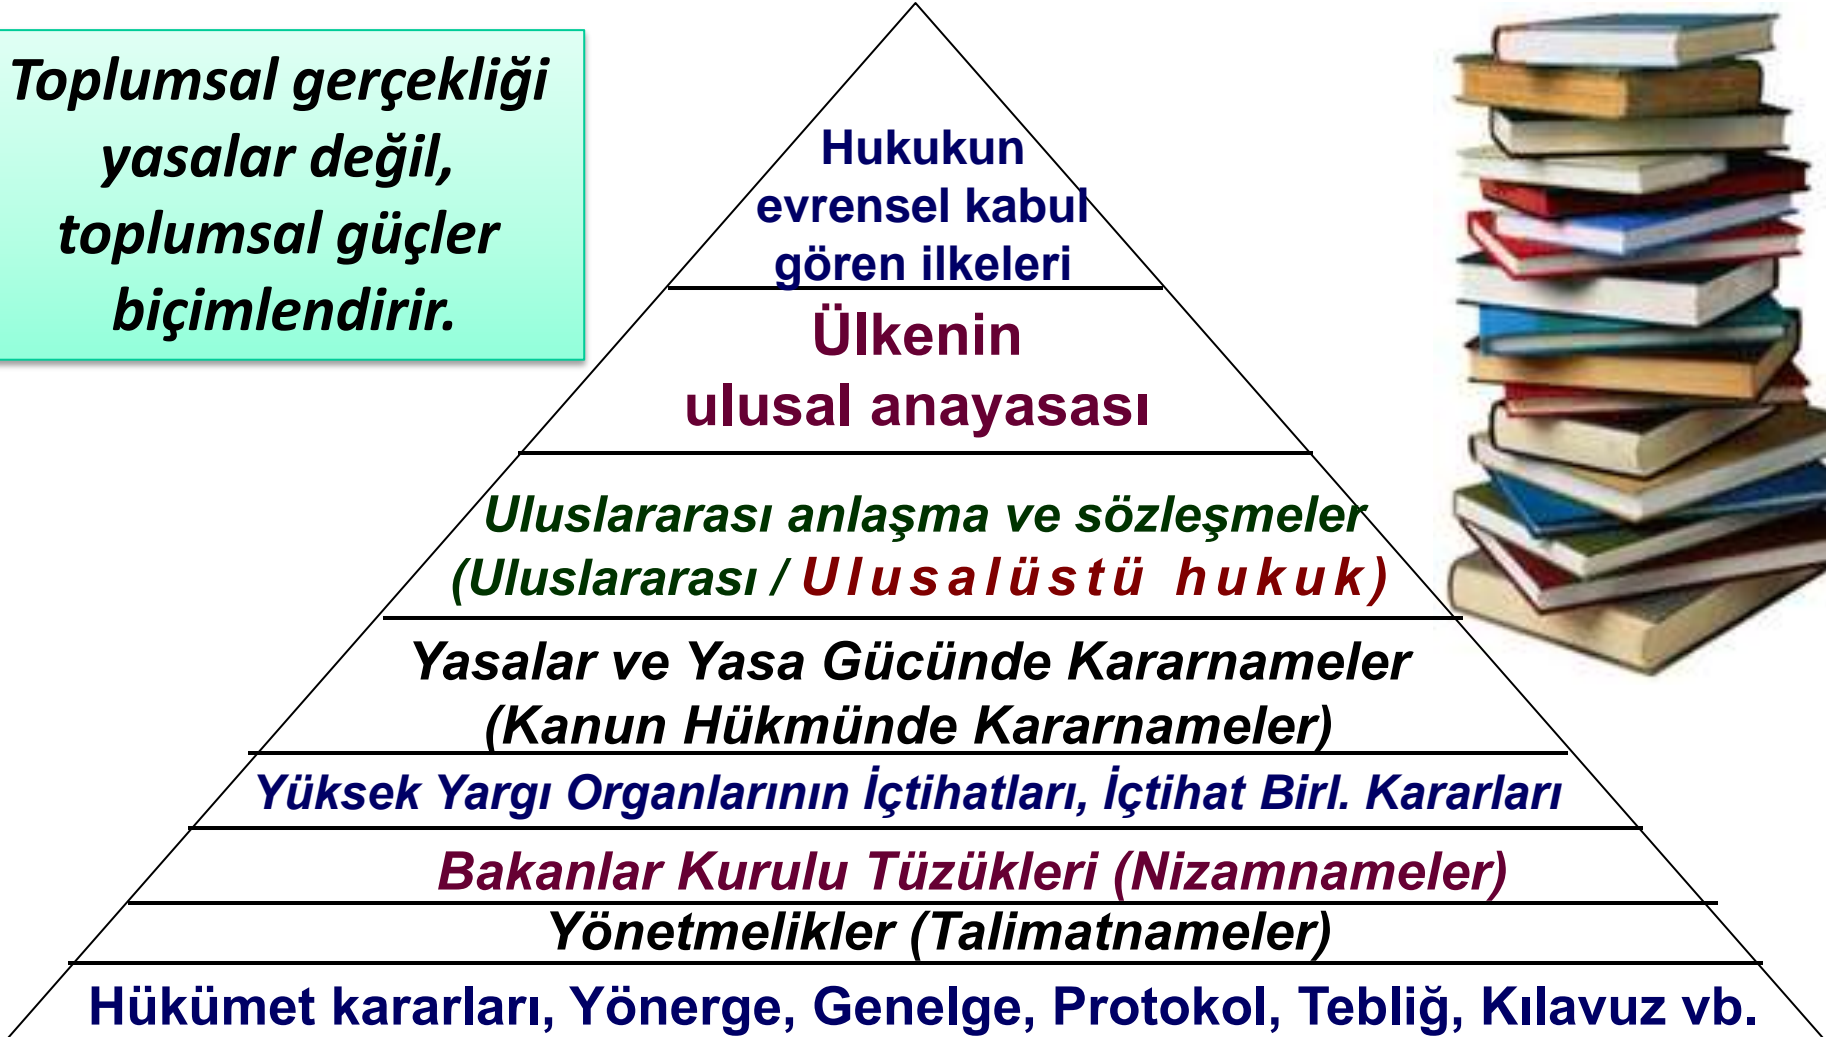 Toplumsal gerçekliği
yasalar değil,
toplumsal güçler
biçimlendirir.
Hukukun
evrensel kabul
gören ilkeleri
Ülkenin
ulusal anayasası
Uluslararası anlaşma ve sözleşmeler
(Uluslararası / Ulusalüstü hukuk)
Yasalar ve Yasa Gücünde Kararnameler
(Kanun Hükmünde Kararnameler)
Yüksek Yargı Organlarının İçtihatları, İçtihat Birl. Kararları
Bakanlar Kurulu Tüzükleri (Nizamnameler)
Yönetmelikler (Talimatnameler)
Hükümet kararları, Yönerge, Genelge, Protokol, Tebliğ, Kılavuz vb.